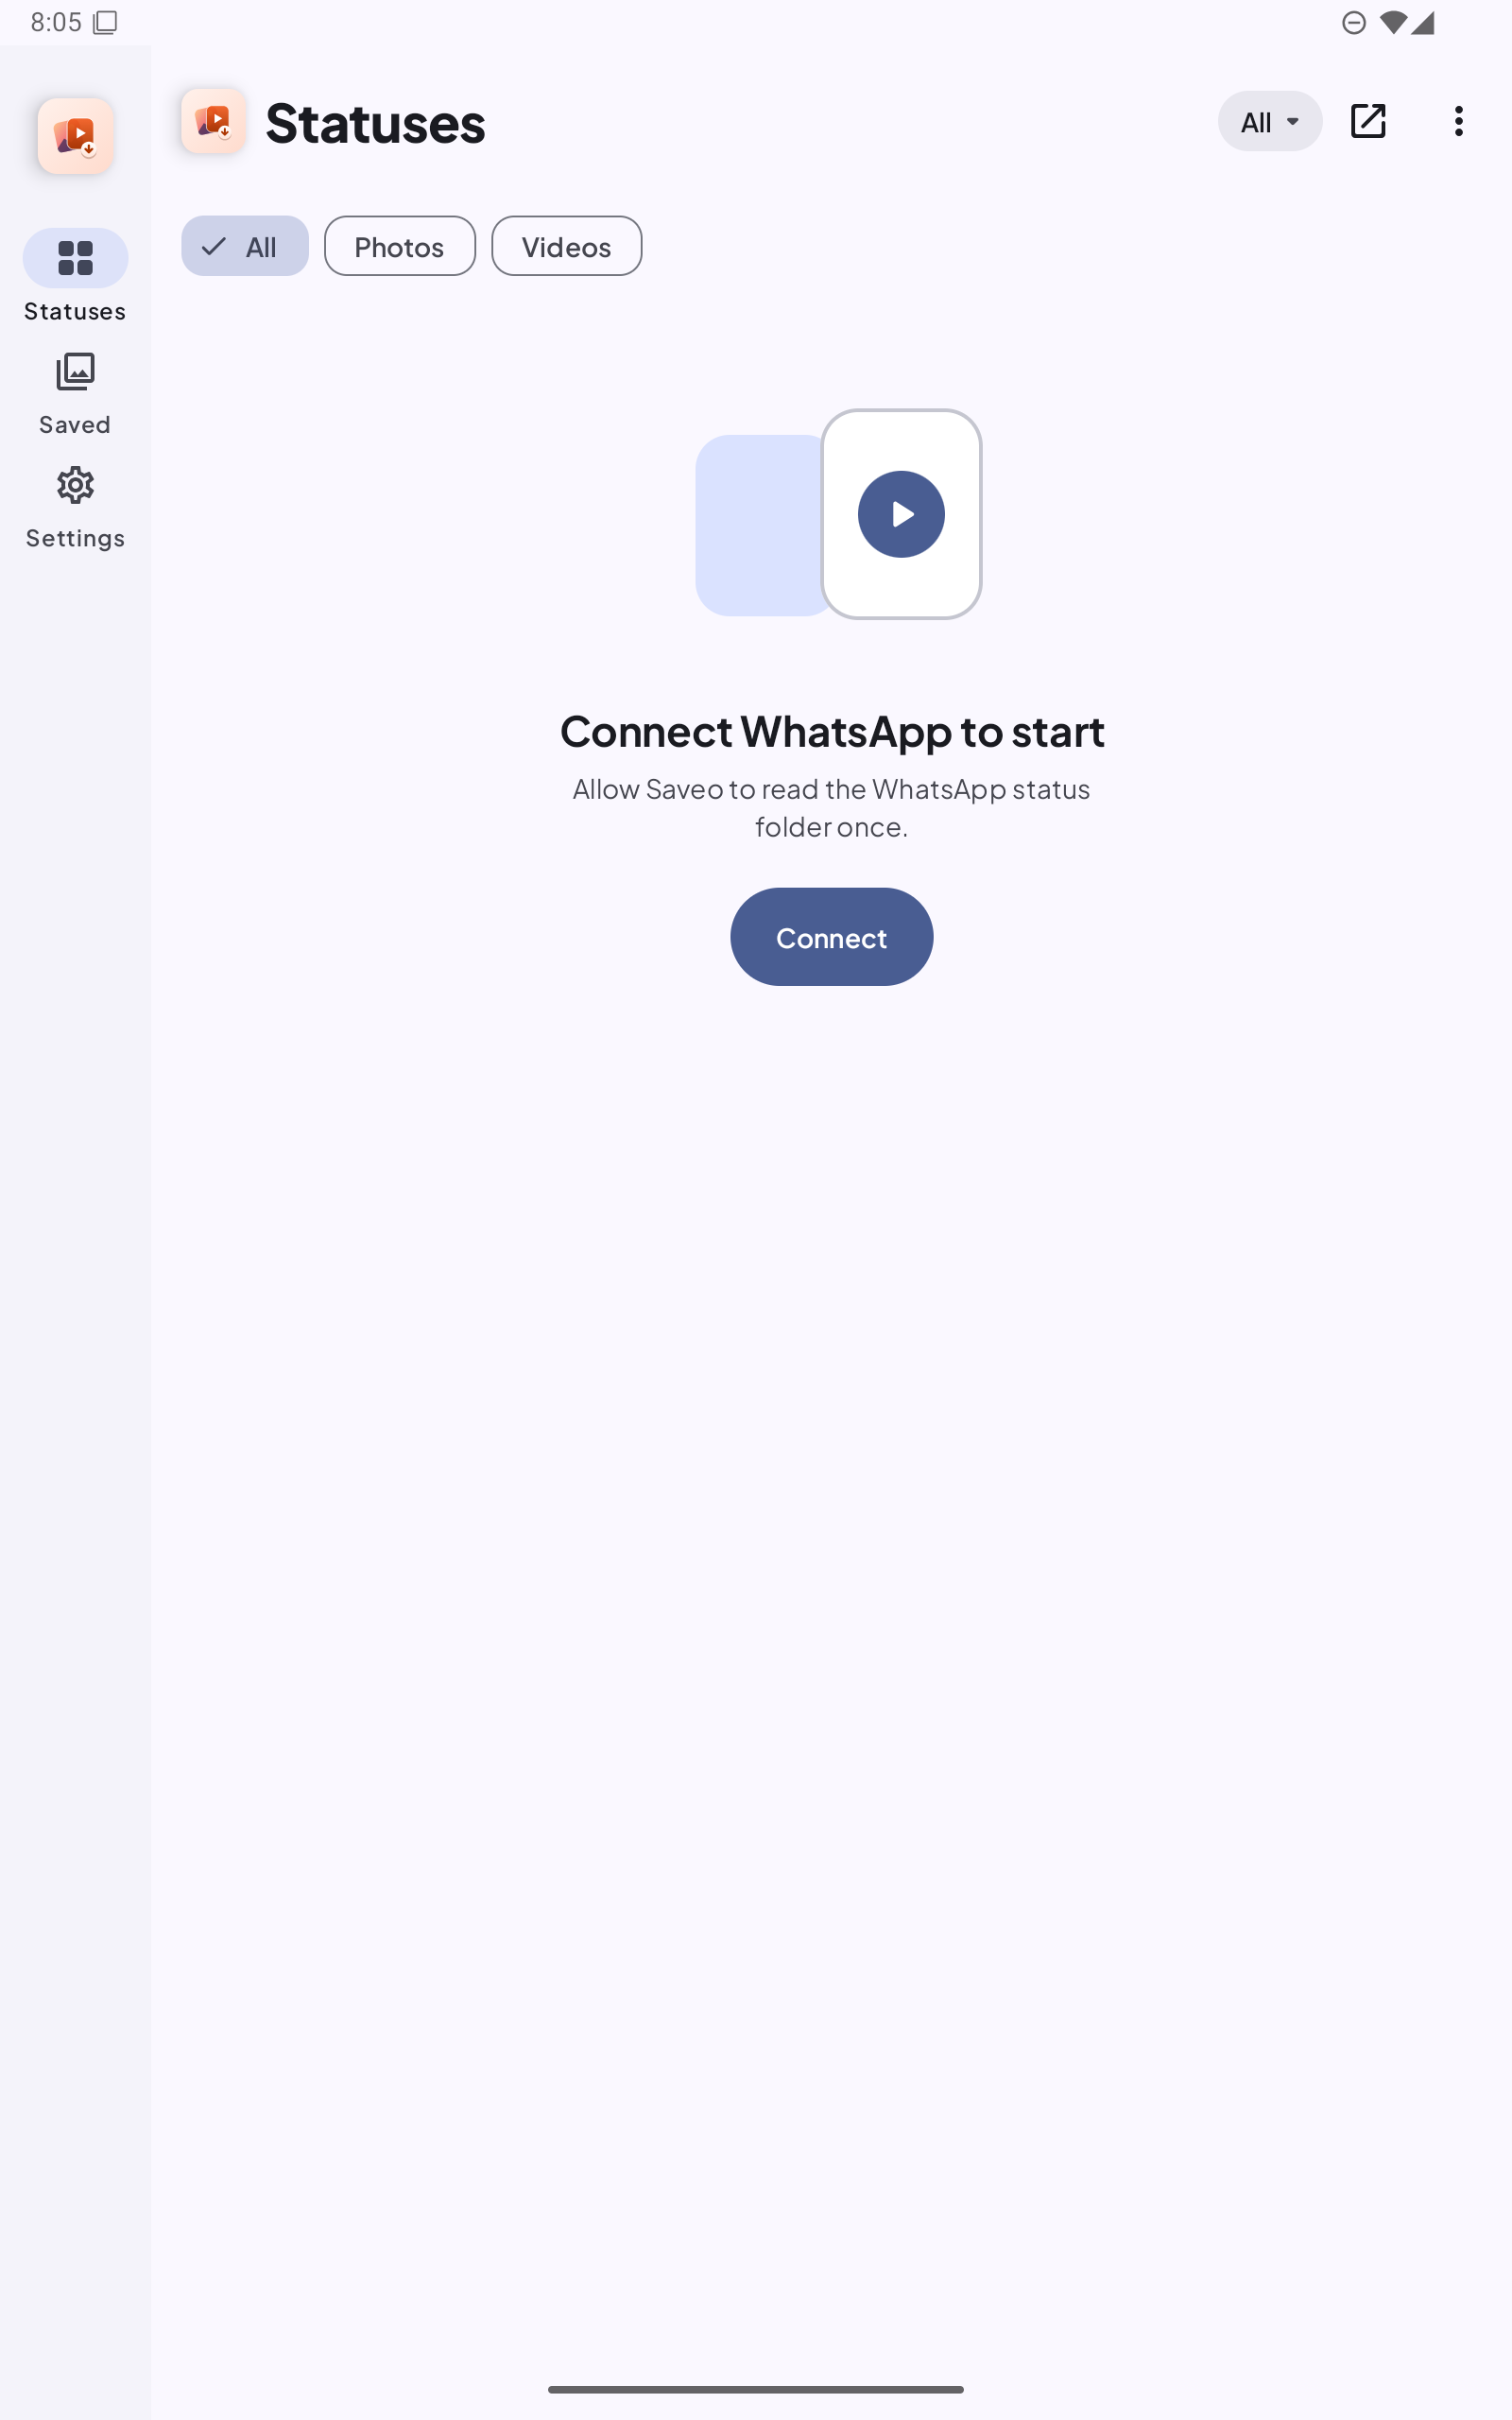 8:05
Statuses
All
All
Photos
Videos
Statuses
Saved
Settings
Connect WhatsApp to start
Allow Saveo to read the WhatsApp status
folder once.
Connect